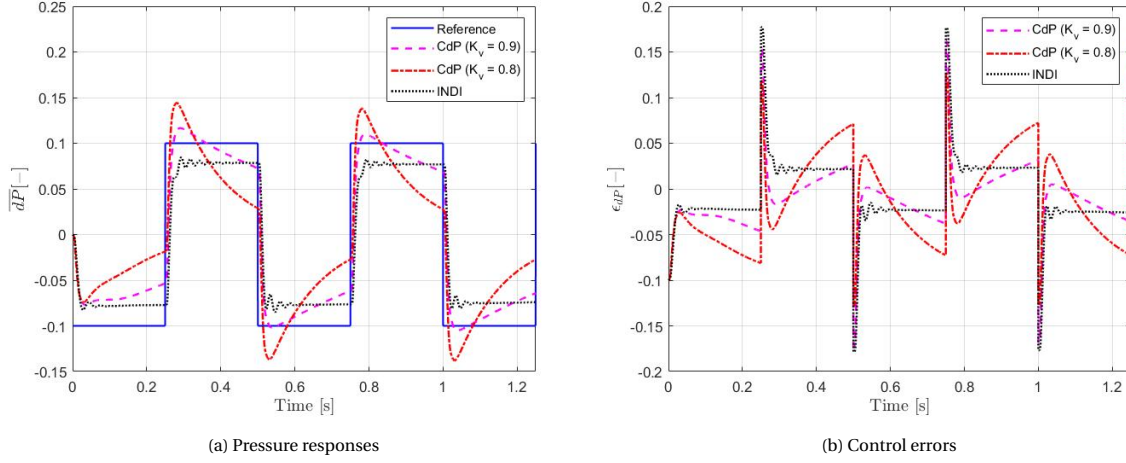 Reference
CdP (K_v = 0.9)
CdP (K_v = 0.8)
INDI
0.15
0.1
0.05
0
-0.05
-0.1
-0.15
dP [−]
0
0.2
0.4
0.6
0.8
1
1.2
Time [s]
(a) Pressure responses
CdP (K_v = 0.9)
CdP (K_v = 0.8)
INDI
0.2
0.15
0.1
0.05
0
-0.05
-0.1
-0.15
-0.2
ϵ_dP [−]
0
0.2
0.4
0.6
0.8
1
1.2
Time [s]
(b) Control errors